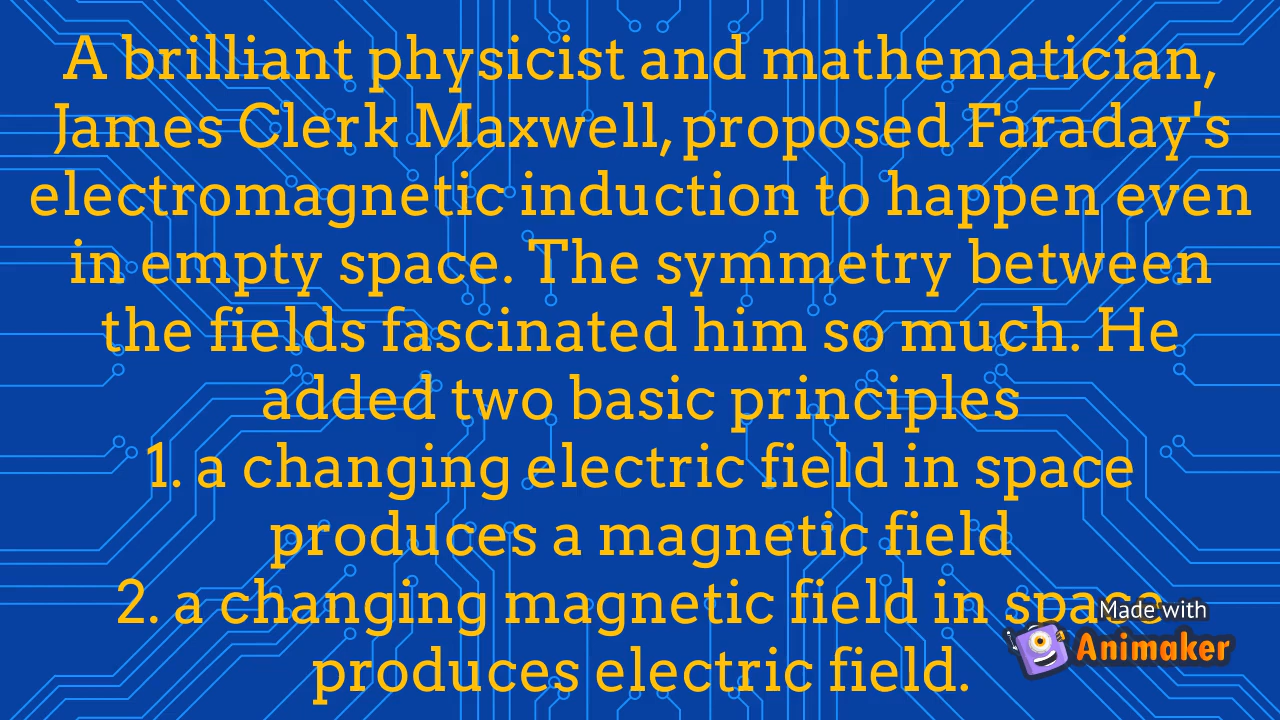 A brilliant physicist and mathematician,
James Clerk Maxwell, proposed Faraday's
electromagnetic induction to happen even
in empty space. The symmetry between
the fields fascinated him so much. He
added two basic principles
1. a changing electric field in space
produces a magnetic field
2. a changing magnetic field in space
produces electric field.
Made with
Animaker